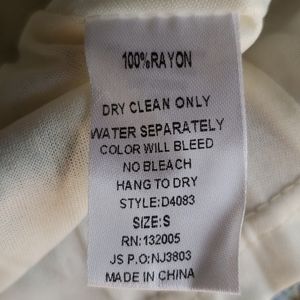 100%RAYON
DRY CLEAN ONLY
WATER SEPARATELY
COLOR WILL BLEED
NO BLEACH
HANG TO DRY
STYLE:D4083
SIZE:S
RN:132005
JS P.O:NJ3803
MADE IN CHINA